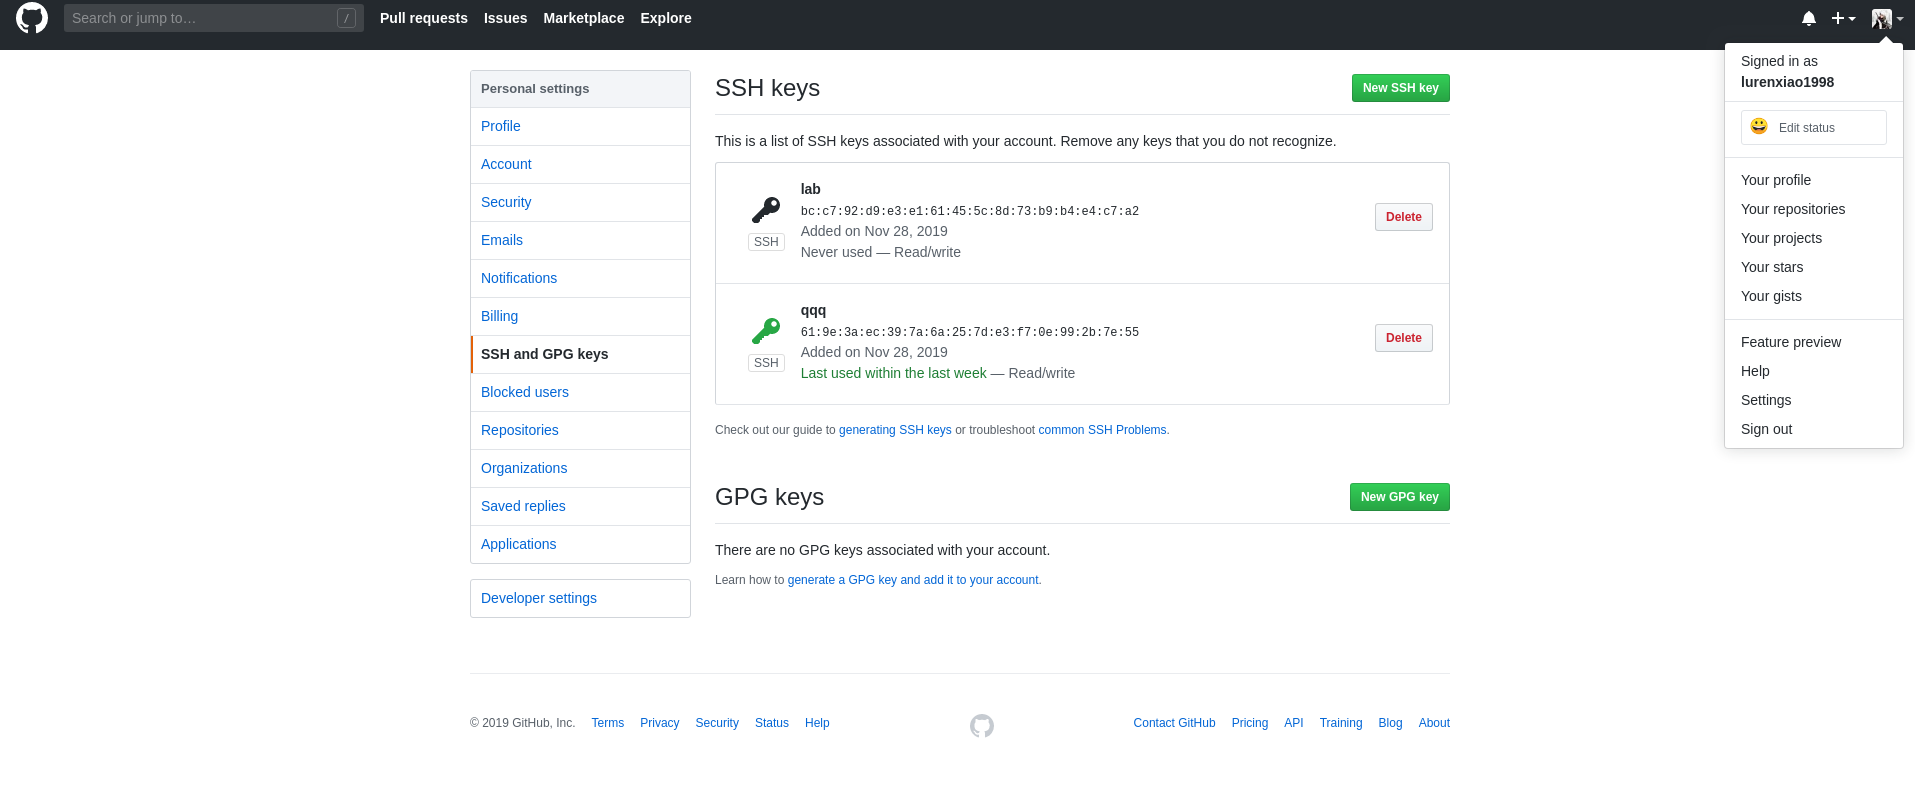 Search or jump to…
/
Pull requests
Issues
Marketplace
Explore
Signed in as
lurenxiao1998
😀 Edit status
Your profile
Your repositories
Your projects
Your stars
Your gists
Feature preview
Help
Settings
Sign out
Personal settings
Profile
Account
Security
Emails
Notifications
Billing
SSH and GPG keys
Blocked users
Repositories
Organizations
Saved replies
Applications
Developer settings
SSH keys
New SSH key
This is a list of SSH keys associated with your account. Remove any keys that you do not recognize.
lab
bc:c7:92:d9:e3:e1:61:45:5c:8d:73:b9:b4:e4:c7:a2
Added on Nov 28, 2019
Never used — Read/write
SSH
Delete
qqq
61:9e:3a:ec:39:7a:6a:25:7d:e3:f7:0e:99:2b:7e:55
Added on Nov 28, 2019
Last used within the last week — Read/write
SSH
Delete
Check out our guide to generating SSH keys or troubleshoot common SSH Problems.
GPG keys
New GPG key
There are no GPG keys associated with your account.
Learn how to generate a GPG key and add it to your account.
© 2019 GitHub, Inc.
Terms
Privacy
Security
Status
Help
Contact GitHub
Pricing
API
Training
Blog
About